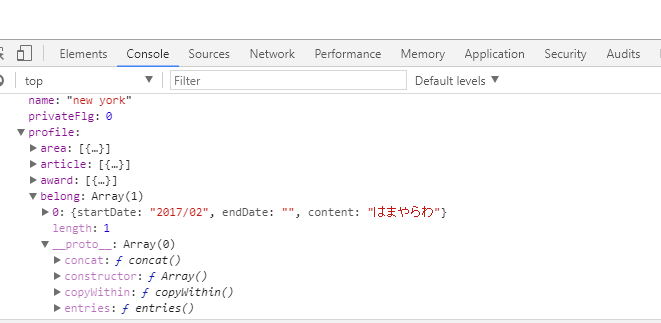 Elements Console Sources Network Performance Memory Application Security Audits
top ▼ Filter Default levels ▼
name: "new york"
privateFlg: 0
▼profile:
▶area: [{…}]
▶article: [{…}]
▶award: [{…}]
▼belong: Array(1)
▶0: {startDate: "2017/02", endDate: "", content: "はまやらわ"}
length: 1
▼__proto__: Array(0)
▶concat: ƒ concat()
▶constructor: ƒ Array()
▶copyWithin: ƒ copyWithin()
▶entries: ƒ entries()